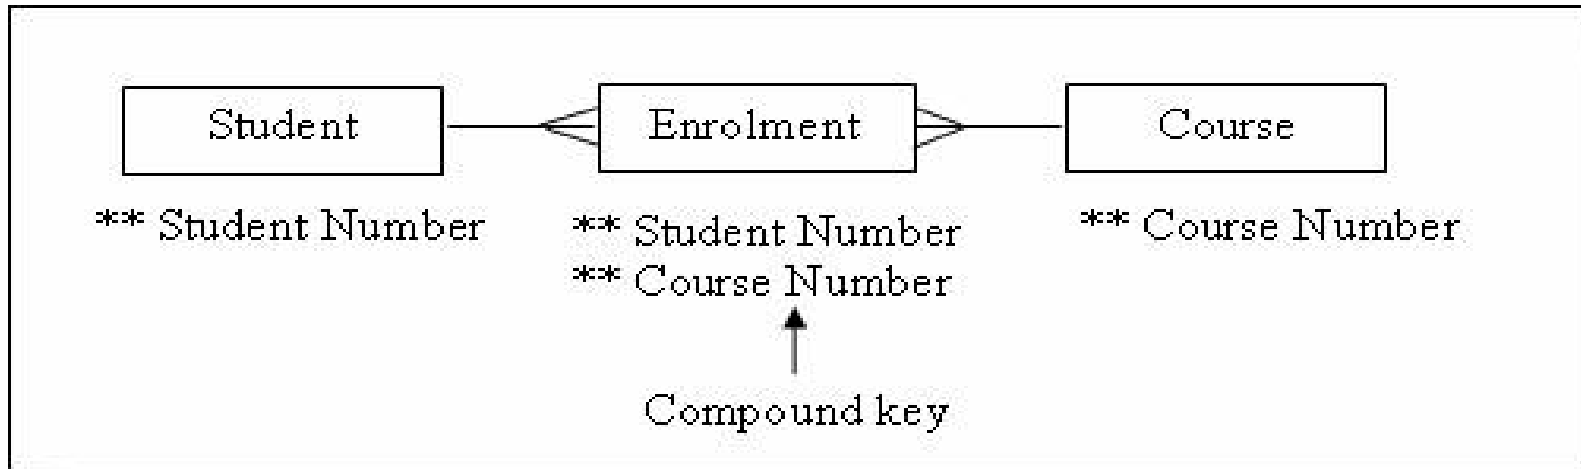 Student
Enrolment
Course
** Student Number
** Student Number
** Course Number
** Course Number
Compound key